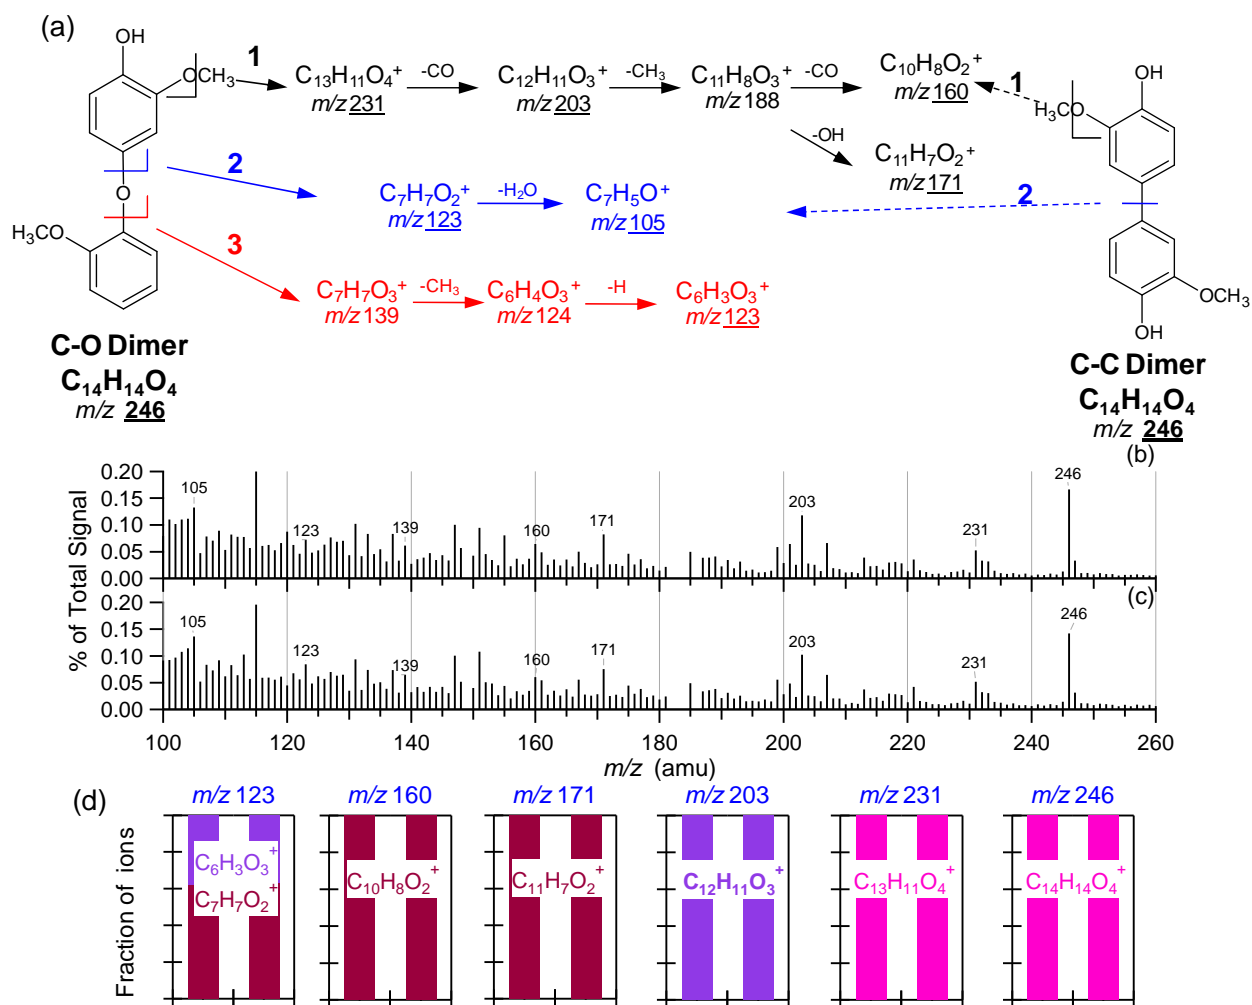 (a)
OH
OCH₃
1
C₁₃H₁₁O₄⁺ -CO C₁₂H₁₁O₃⁺ -CH₃ C₁₁H₈O₃⁺ -CO C₁₀H₈O₂⁺
m/z 231 m/z 203 m/z 188 m/z 160
1
OH
H₃CO
-OH
C₁₁H₇O₂⁺
m/z 171
2
C₇H₇O₂⁺ -H₂O C₇H₅O⁺
m/z 123 m/z 105
2
O
H₃CO
3
C₇H₇O₃⁺ -CH₃ C₆H₄O₃⁺ -H C₆H₃O₃⁺
m/z 139 m/z 124 m/z 123
OCH₃
OH
C-O Dimer
C₁₄H₁₄O₄
m/z 246
C-C Dimer
C₁₄H₁₄O₄
m/z 246
(b)
% of Total Signal
0.20
0.15
0.10
0.05
0.00
105 123 139 160 171 203 231 246
(c)
0.20
0.15
0.10
0.05
0.00
105 123 139 160 171 203 231 246
100 120 140 160 180 200 220 240 260
m/z (amu)
(d)
Fraction of ions
m/z 123 m/z 160 m/z 171 m/z 203 m/z 231 m/z 246
C₆H₃O₃⁺
C₇H₇O₂⁺
C₁₀H₈O₂⁺
C₁₁H₇O₂⁺
C₁₂H₁₁O₃⁺
C₁₃H₁₁O₄⁺
C₁₄H₁₄O₄⁺